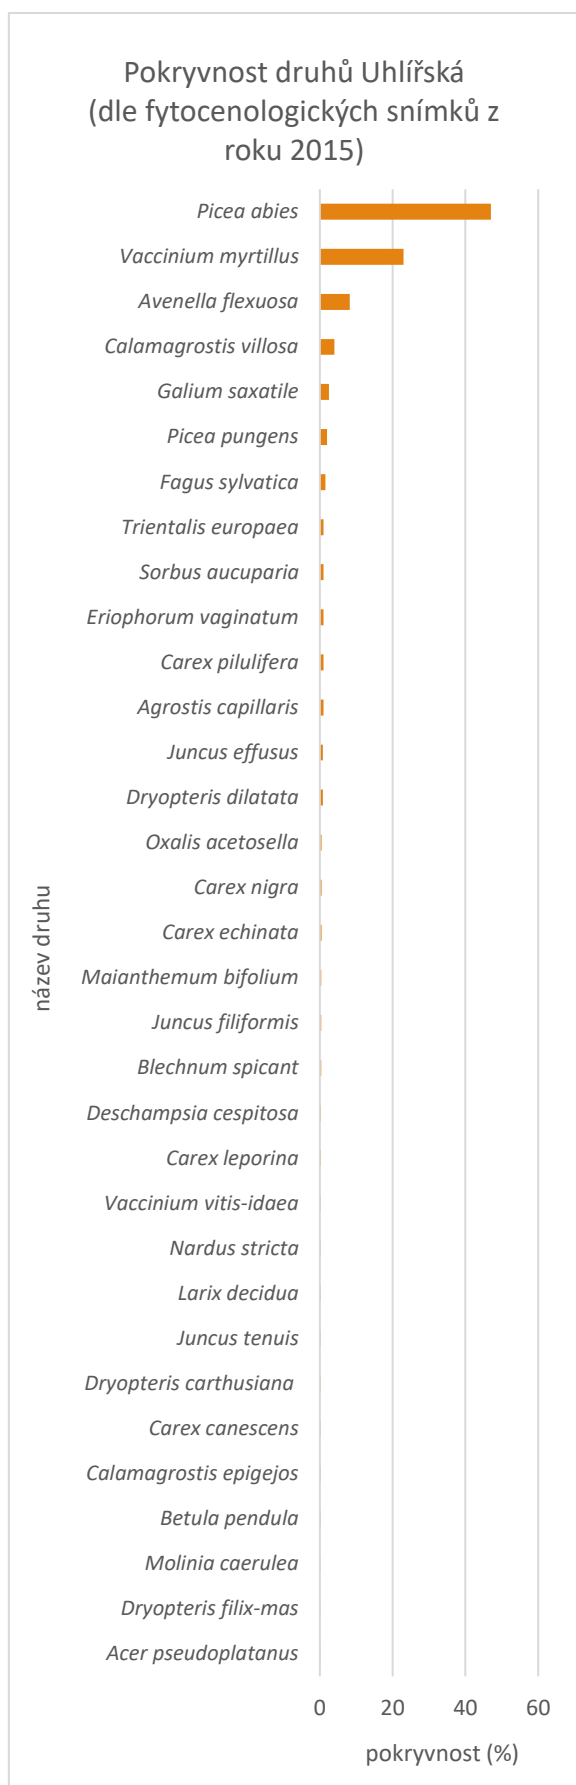 Pokryvnost druhů Uhlířská
(dle fytocenologických snímků z
roku 2015)
Picea abies
Vaccinium myrtillus
Avenella flexuosa
Calamagrostis villosa
Galium saxatile
Picea pungens
Fagus sylvatica
Trientalis europaea
Sorbus aucuparia
Eriophorum vaginatum
Carex pilulifera
Agrostis capillaris
Juncus effusus
Dryopteris dilatata
Oxalis acetosella
Carex nigra
Carex echinata
Maianthemum bifolium
Juncus filiformis
Blechnum spicant
Deschampsia cespitosa
Carex leporina
Vaccinium vitis-idaea
Nardus stricta
Larix decidua
Juncus tenuis
Dryopteris carthusiana
Carex canescens
Calamagrostis epigejos
Betula pendula
Molinia caerulea
Dryopteris filix-mas
Acer pseudoplatanus
název druhu
0 20 40 60
pokryvnost (%)